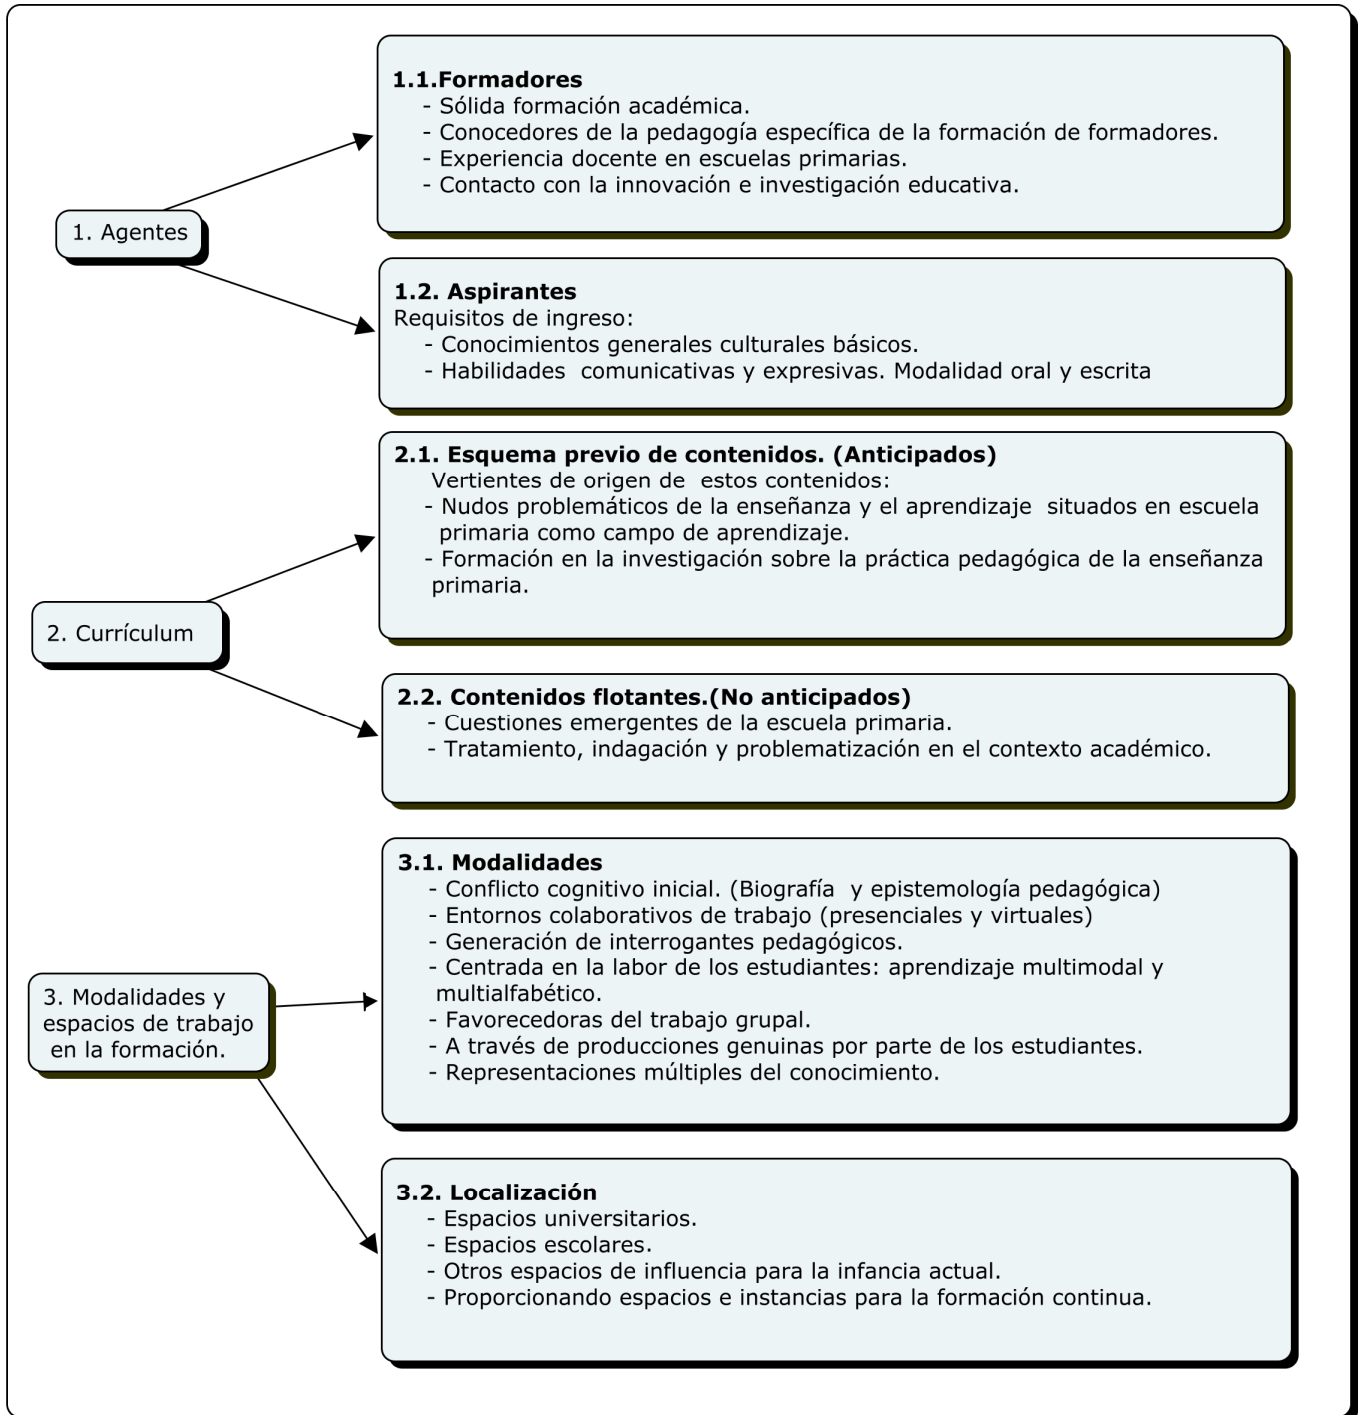 1. Agentes
1.1.Formadores
- Sólida formación académica.
- Conocedores de la pedagogía específica de la formación de formadores.
- Experiencia docente en escuelas primarias.
- Contacto con la innovación e investigación educativa.
1.2. Aspirantes
Requisitos de ingreso:
- Conocimientos generales culturales básicos.
- Habilidades comunicativas y expresivas. Modalidad oral y escrita
2. Currículum
2.1. Esquema previo de contenidos. (Anticipados)
Vertientes de origen de estos contenidos:
- Nudos problemáticos de la enseñanza y el aprendizaje situados en escuela
primaria como campo de aprendizaje.
- Formación en la investigación sobre la práctica pedagógica de la enseñanza
primaria.
2.2. Contenidos flotantes.(No anticipados)
- Cuestiones emergentes de la escuela primaria.
- Tratamiento, indagación y problematización en el contexto académico.
3. Modalidades y
espacios de trabajo
en la formación.
3.1. Modalidades
- Conflicto cognitivo inicial. (Biografía y epistemología pedagógica)
- Entornos colaborativos de trabajo (presenciales y virtuales)
- Generación de interrogantes pedagógicos.
- Centrada en la labor de los estudiantes: aprendizaje multimodal y
multialfabético.
- Favorecedoras del trabajo grupal.
- A través de producciones genuinas por parte de los estudiantes.
- Representaciones múltiples del conocimiento.
3.2. Localización
- Espacios universitarios.
- Espacios escolares.
- Otros espacios de influencia para la infancia actual.
- Proporcionando espacios e instancias para la formación continua.